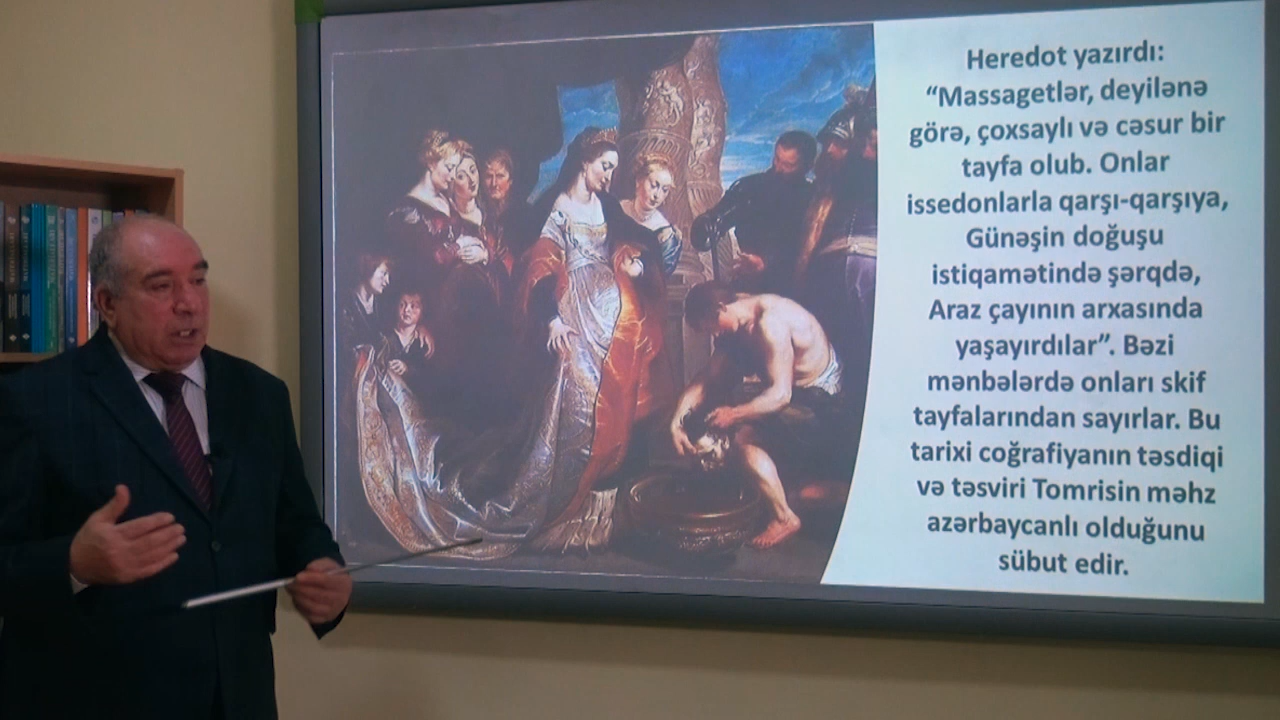 Heredot yazırdı:
“Massagetlər, deyilənə
görə, çoxsaylı və cəsur bir
tayfa olub. Onlar
issedonlarla qarşı-qarşıya,
Günəşin doğuşu
istiqamətində şərqdə,
Araz çayının arxasında
yaşayırdılar”. Bəzi
mənbələrdə onları skif
tayfalarından sayırlar. Bu
tarixi coğrafiyanın təsdiqi
və təsviri Tomrisin məhz
azərbaycanlı olduğunu
sübut edir.